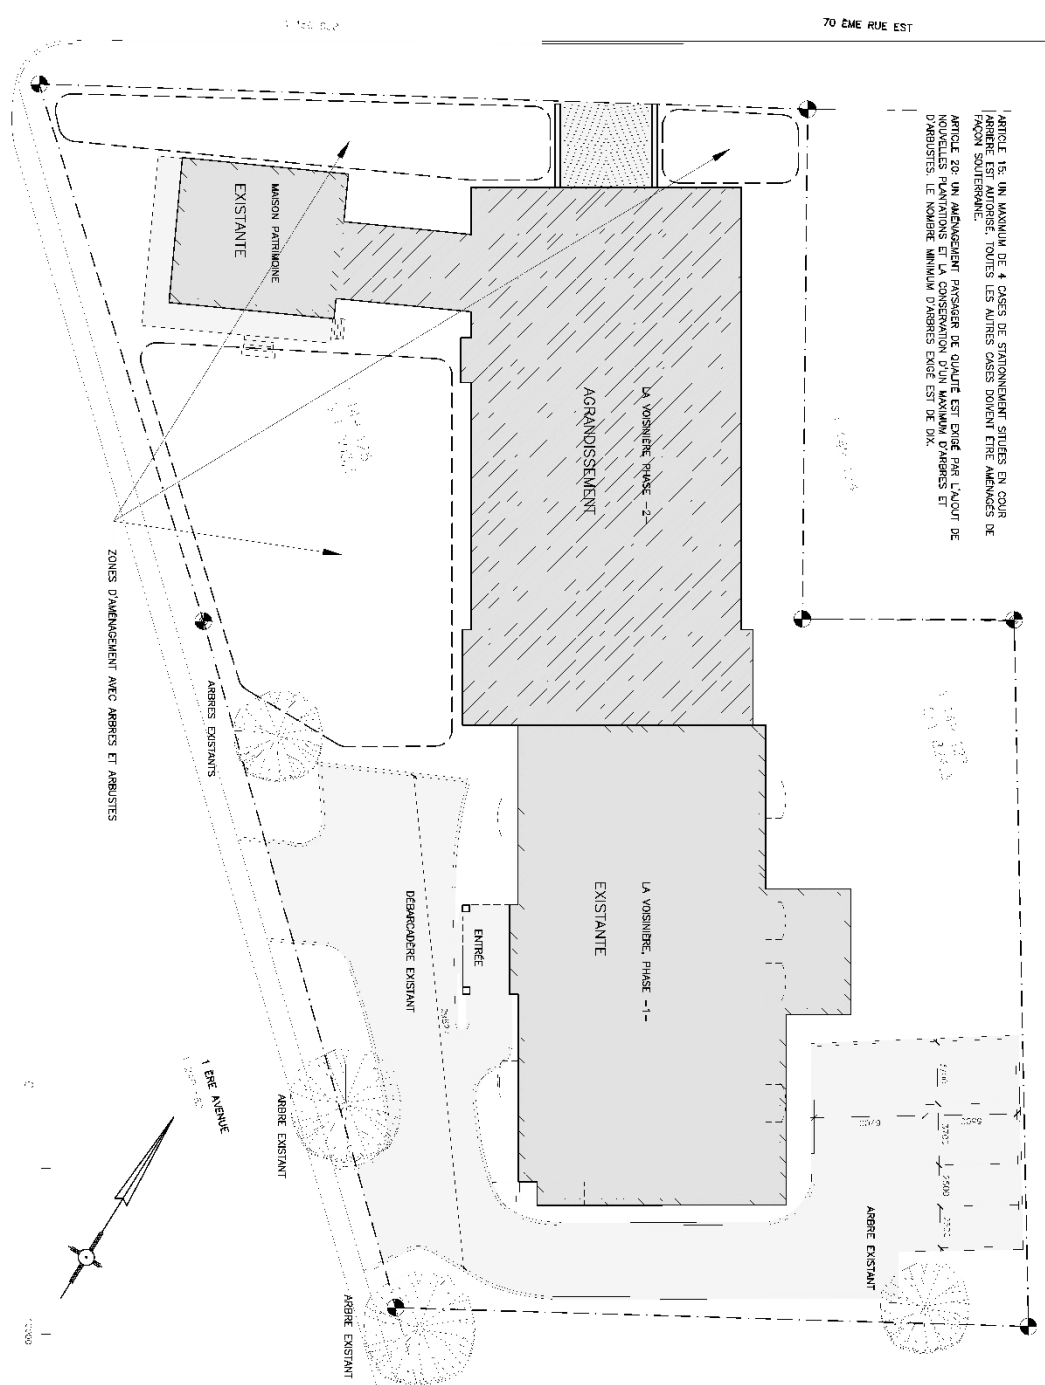 70 ÈME RUE EST
ARTICLE 15: UN MAXIMUM DE 4 CASES DE STATIONNEMENT SITUÉES EN COUR
ARRIÈRE EST AUTORISÉ. TOUTES LES AUTRES CASES DOIVENT ÊTRE AMÉNAGÉS DE
FAÇON SOUTERRAINE.
ARTICLE 20: UN AMÉNAGEMENT PAYSAGER DE QUALITÉ EST EXIGÉ PAR L'AJOUT DE
NOUVELLES PLANTATIONS ET LA CONSERVATION D'UN MAXIMUM D'ARBRES ET
D'ARBUSTES. LE NOMBRE MINIMUM D'ARBRES EXIGÉ EST DE DIX.
MAISON PATRIMOINE
EXISTANTE
LA VOISINIÈRE PHASE -2-
AGRANDISSEMENT
ZONES D'AMÉNAGEMENT AVEC ARBRES ET ARBUSTES
ARBRES EXISTANTS
LA VOISINIÈRE, PHASE -1-
EXISTANTE
ENTRÉE
DÉBARCADÈRE EXISTANT
1 ÈRE AVENUE
ARBRE EXISTANT
ARBRE EXISTANT
ARBRE EXISTANT
3700
2500